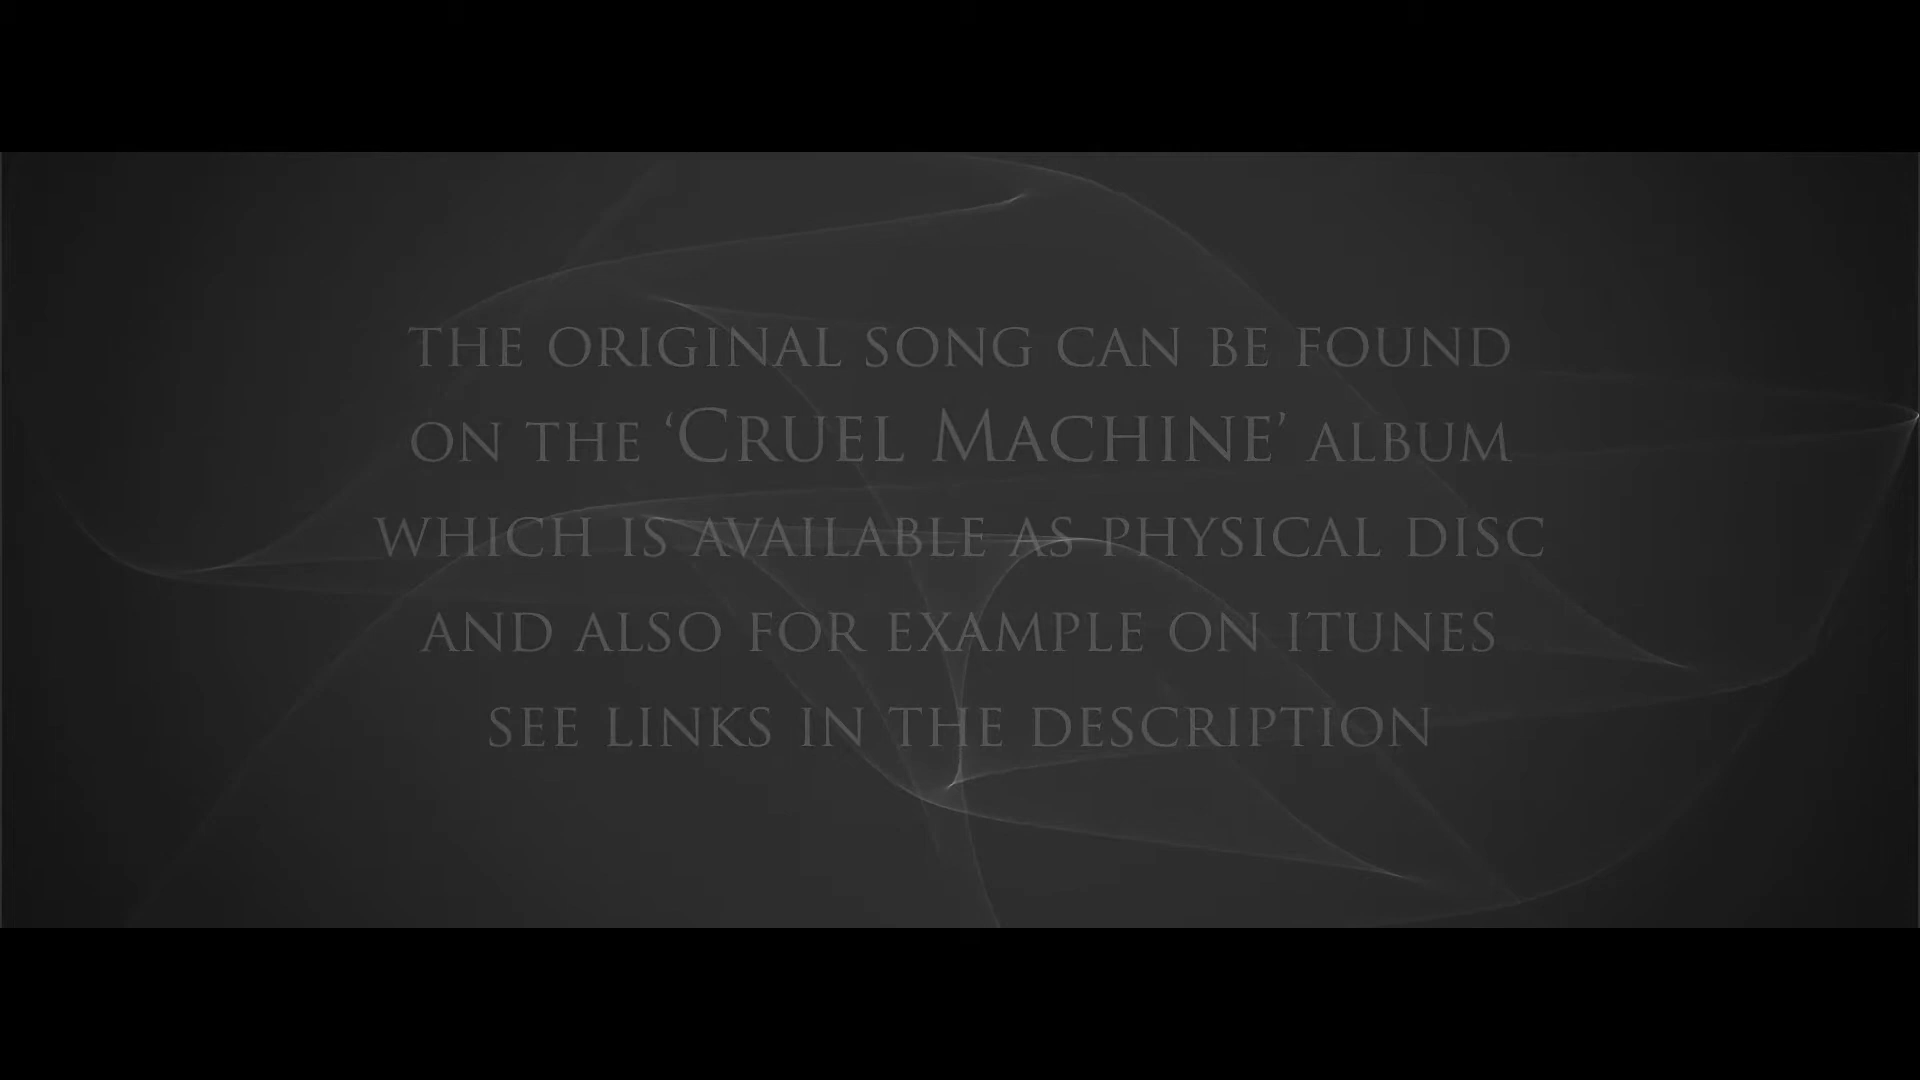 THE ORIGINAL SONG CAN BE FOUND
ON THE ‘CRUEL MACHINE’ ALBUM
WHICH IS AVAILABLE AS PHYSICAL DISC
AND ALSO FOR EXAMPLE ON ITUNES
SEE LINKS IN THE DESCRIPTION